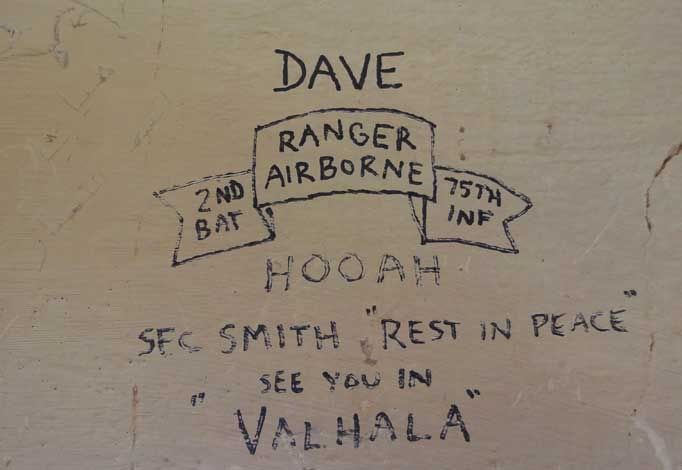 DAVE
RANGER
AIRBORNE
2ND
BAT
75TH
INF
HOOAH
SFC SMITH "REST IN PEACE"
SEE YOU IN
"VALHALA"